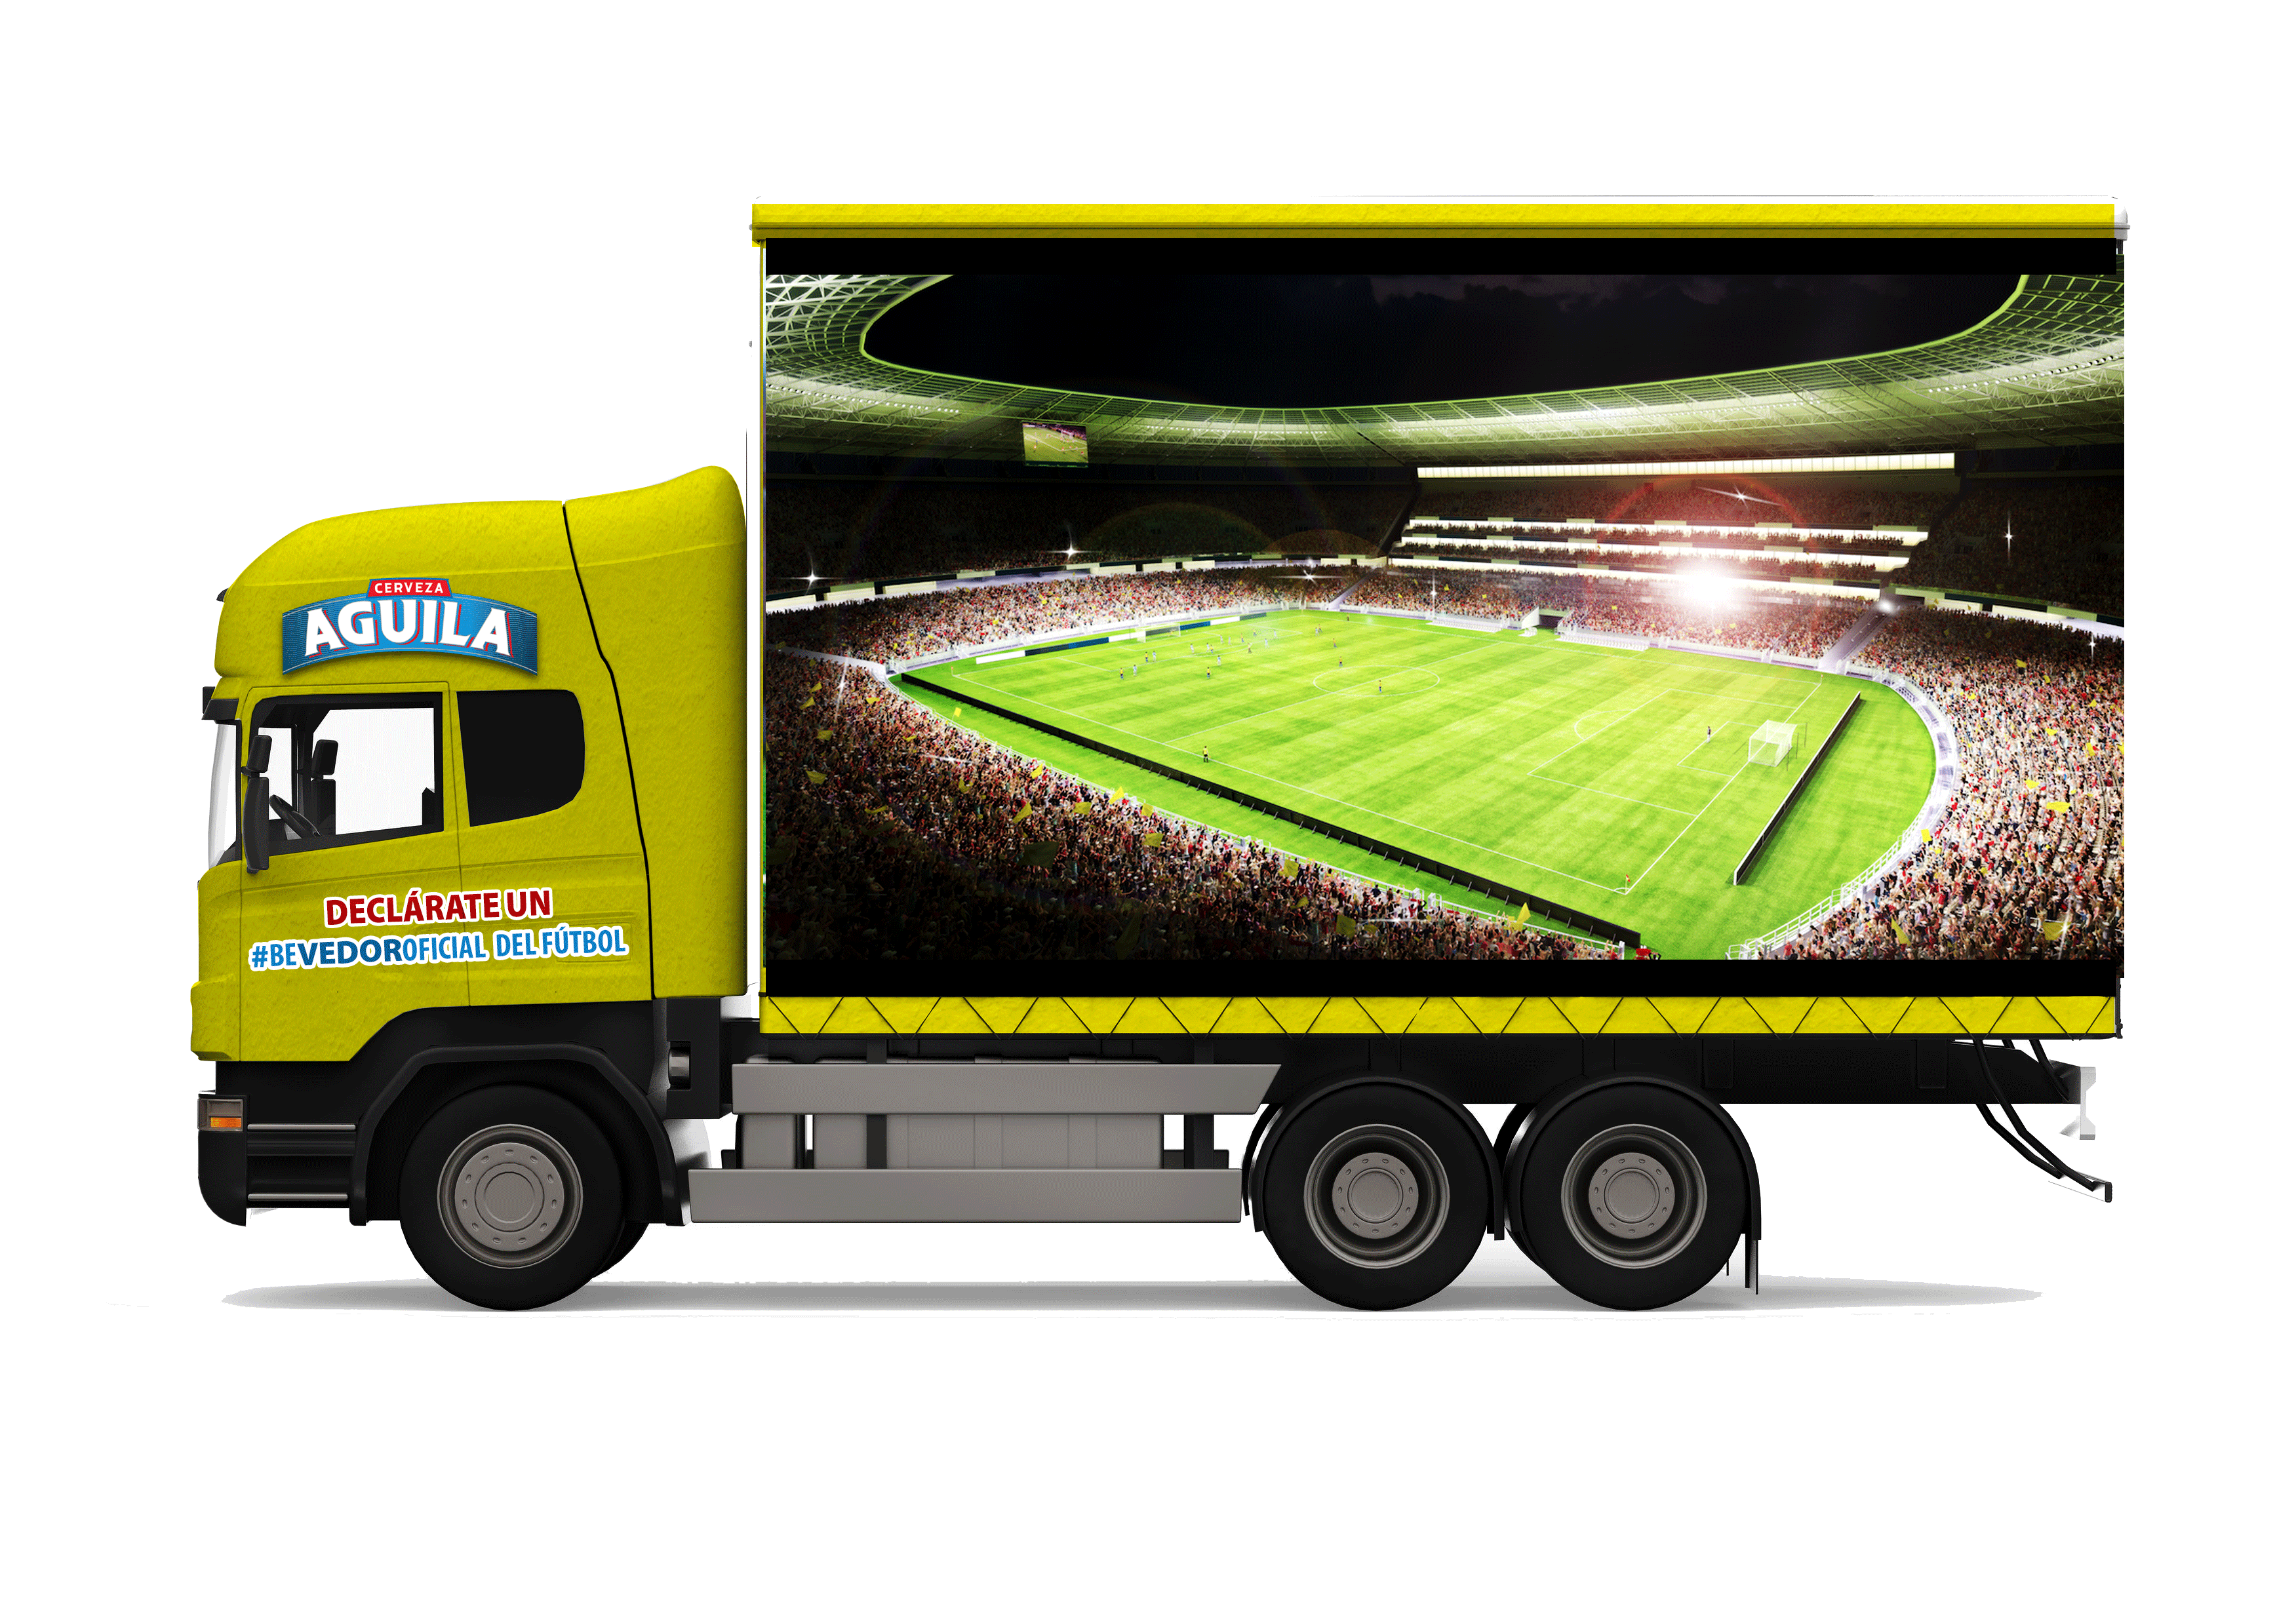 CERVEZA
AGUILA
DECLÁRATE UN
#BEVEDOROFICIAL DEL FÚTBOL